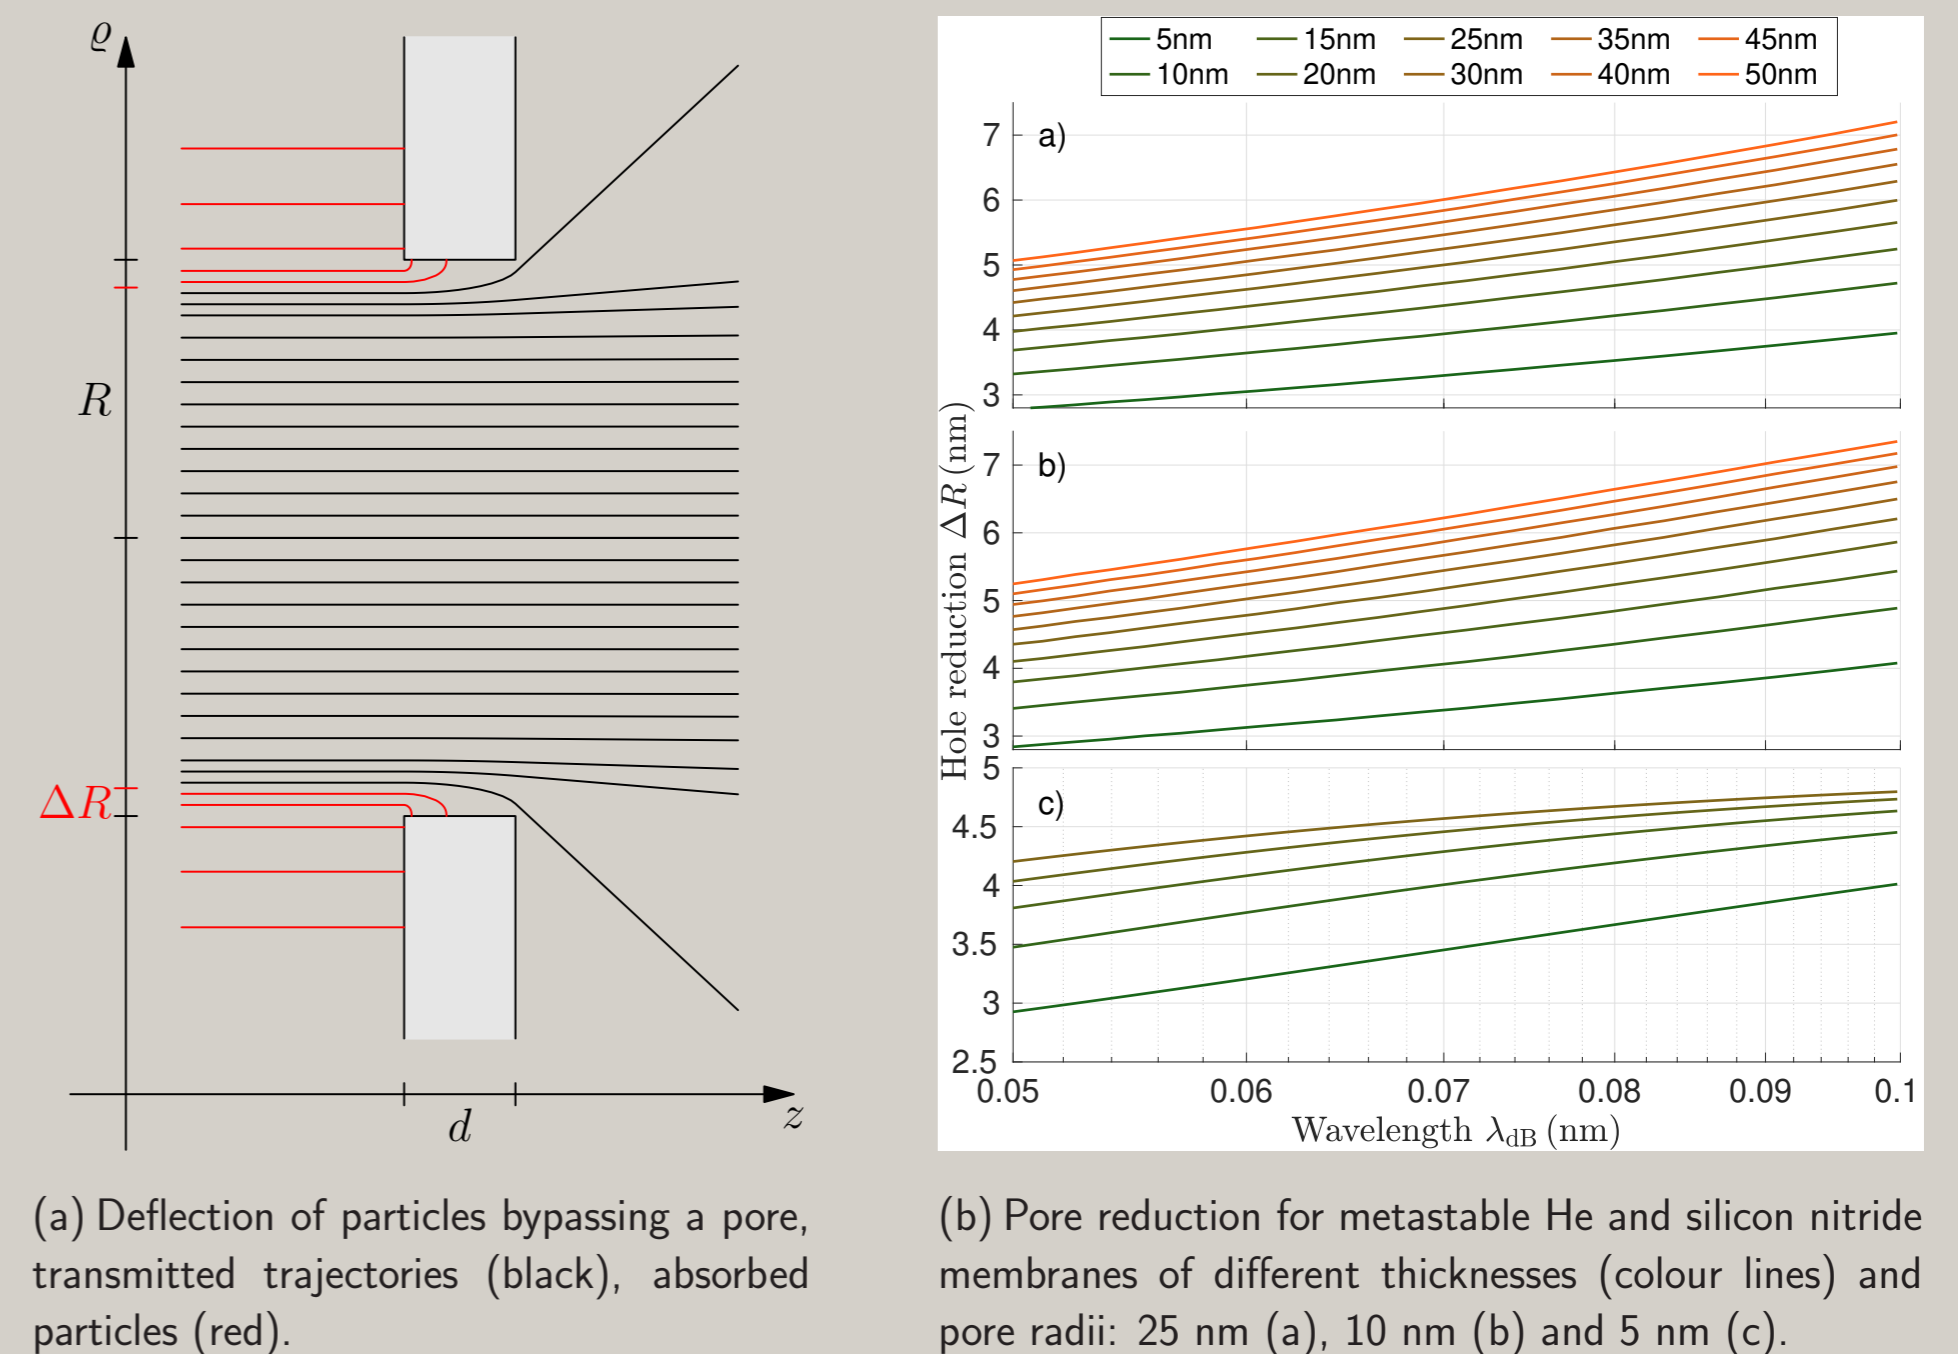 ϱ
R
ΔR
d
z
(a) Deflection of particles bypassing a pore,
transmitted trajectories (black), absorbed
particles (red).
5nm 15nm 25nm 35nm 45nm
10nm 20nm 30nm 40nm 50nm
a)
7
6
5
4
3
b)
7
6
5
4
3
c)
5
4.5
4
3.5
3
2.5
Hole reduction ΔR (nm)
0.05 0.06 0.07 0.08 0.09 0.1
Wavelength λdB (nm)
(b) Pore reduction for metastable He and silicon nitride
membranes of different thicknesses (colour lines) and
pore radii: 25 nm (a), 10 nm (b) and 5 nm (c).